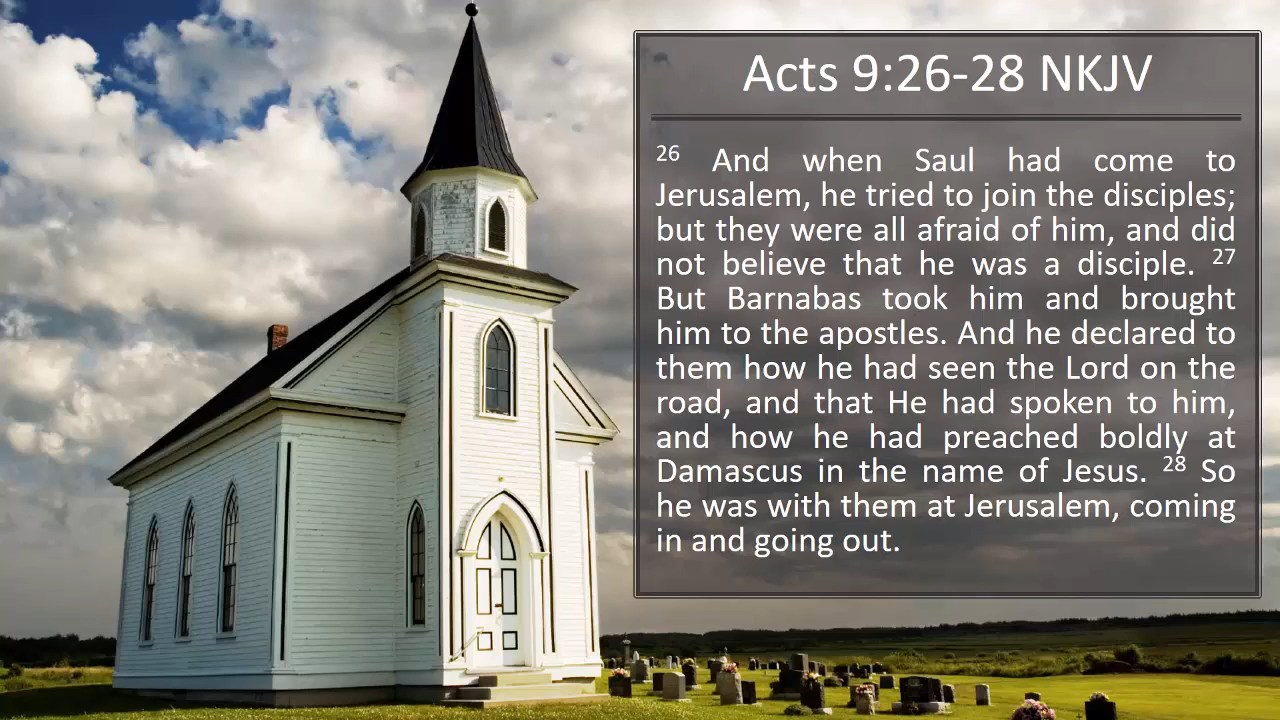 Acts 9:26-28 NKJV
26 And when Saul had come to
Jerusalem, he tried to join the disciples;
but they were all afraid of him, and did
not believe that he was a disciple. 27
But Barnabas took him and brought
him to the apostles. And he declared to
them how he had seen the Lord on the
road, and that He had spoken to him,
and how he had preached boldly at
Damascus in the name of Jesus. 28 So
he was with them at Jerusalem, coming
in and going out.